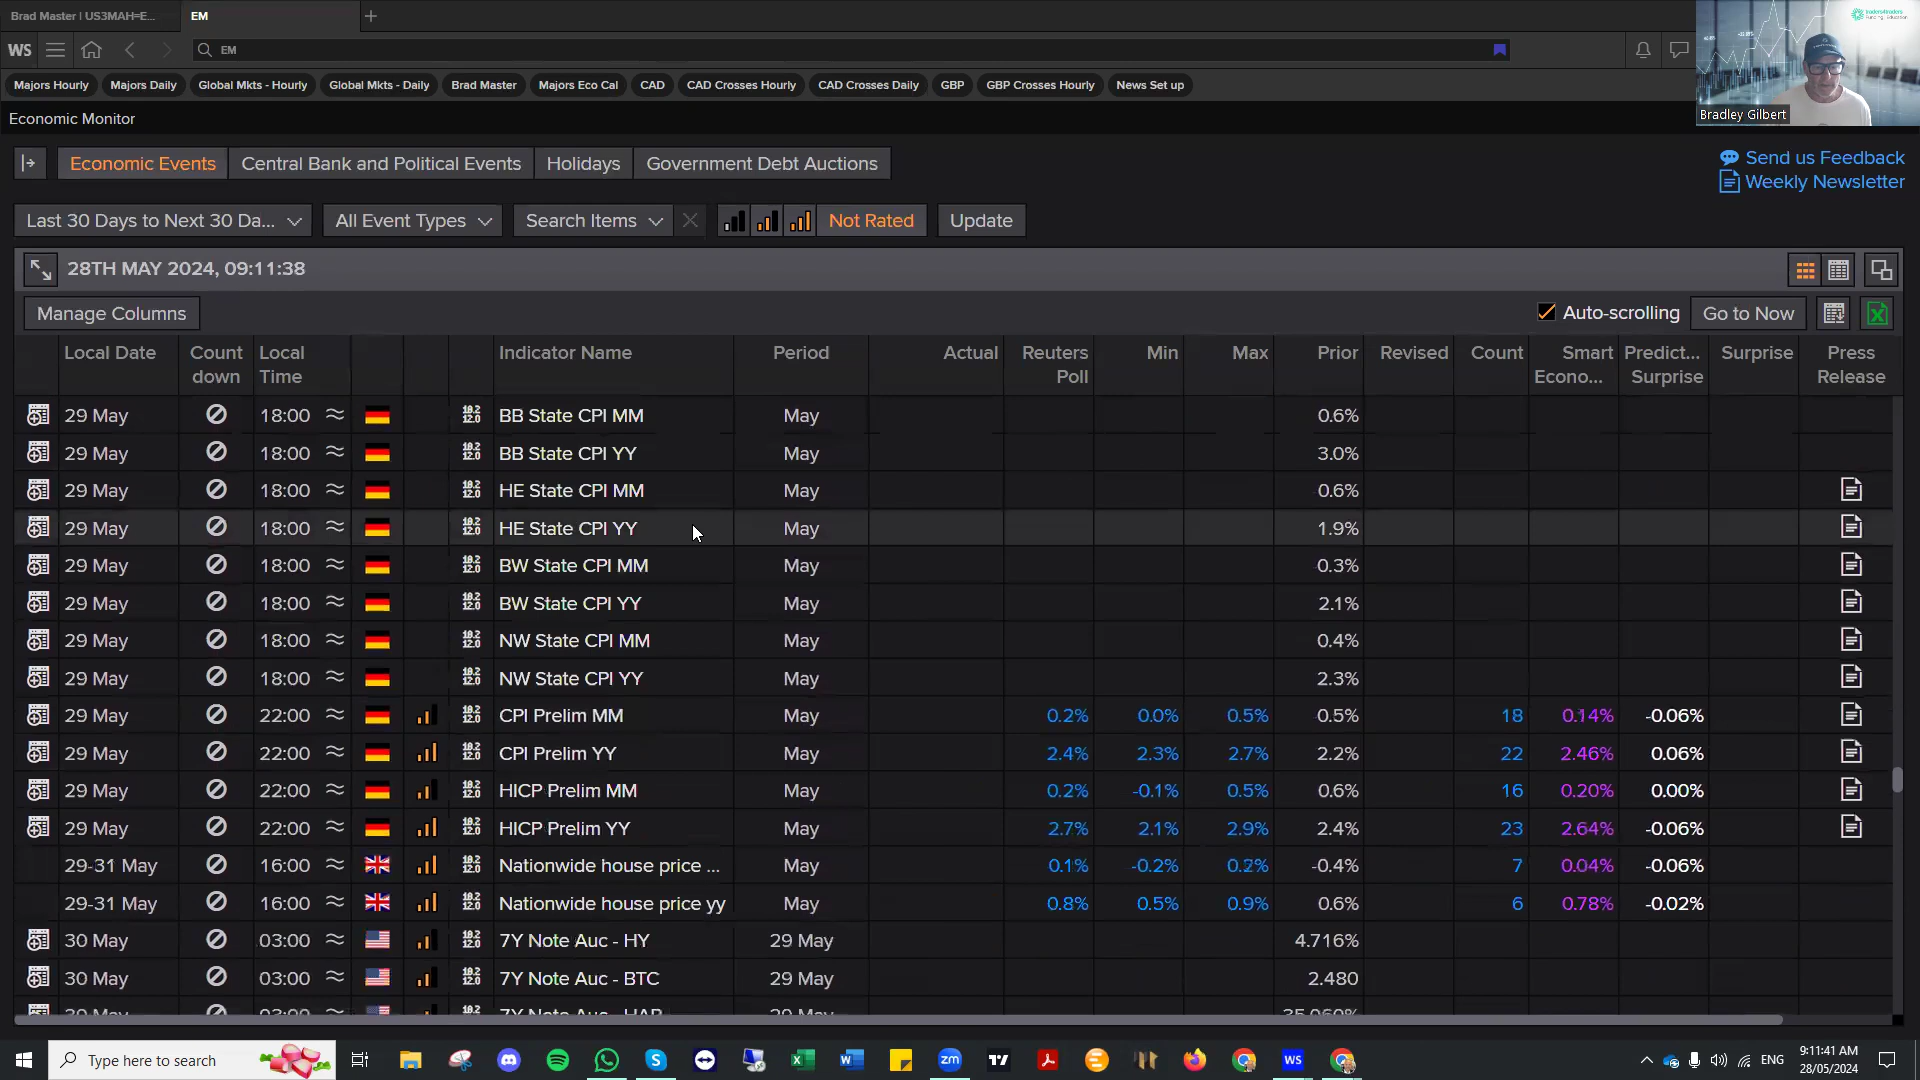 Brad Master | US3MAH=E...
EM
WS
EM
Majors Hourly Majors Daily Global Mkts - Hourly Global Mkts - Daily Brad Master Majors Eco Cal CAD CAD Crosses Hourly CAD Crosses Daily GBP GBP Crosses Hourly News Set up
Bradley Gilbert
Economic Monitor
Economic Events Central Bank and Political Events Holidays Government Debt Auctions
Send us Feedback
Weekly Newsletter
Last 30 Days to Next 30 Da... All Event Types Search Items Not Rated Update
28TH MAY 2024, 09:11:38
Manage Columns Auto-scrolling Go to Now
Local Date Count down Local Time Indicator Name Period Actual Reuters Poll Min Max Prior Revised Count Smart Econo... Predict... Surprise Surprise Press Release
29 May 18:00 BB State CPI MM May 0.6%
29 May 18:00 BB State CPI YY May 3.0%
29 May 18:00 HE State CPI MM May 0.6%
29 May 18:00 HE State CPI YY May 1.9%
29 May 18:00 BW State CPI MM May 0.3%
29 May 18:00 BW State CPI YY May 2.1%
29 May 18:00 NW State CPI MM May 0.4%
29 May 18:00 NW State CPI YY May 2.3%
29 May 22:00 CPI Prelim MM May 0.2% 0.0% 0.5% 0.5% 18 0.14% -0.06%
29 May 22:00 CPI Prelim YY May 2.4% 2.3% 2.7% 2.2% 22 2.46% 0.06%
29 May 22:00 HICP Prelim MM May 0.2% -0.1% 0.5% 0.6% 16 0.20% 0.00%
29 May 22:00 HICP Prelim YY May 2.7% 2.1% 2.9% 2.4% 23 2.64% -0.06%
29-31 May 16:00 Nationwide house price ... May 0.1% -0.2% 0.2% -0.4% 7 0.04% -0.06%
29-31 May 16:00 Nationwide house price yy May 0.8% 0.5% 0.9% 0.6% 6 0.78% -0.02%
30 May 03:00 7Y Note Auc - HY 29 May 4.716%
30 May 03:00 7Y Note Auc - BTC 29 May 2.480
30 May 03:00 7Y Note Auc - HAR 29 May 35.060%
Type here to search
ENG
9:11:41 AM
28/05/2024